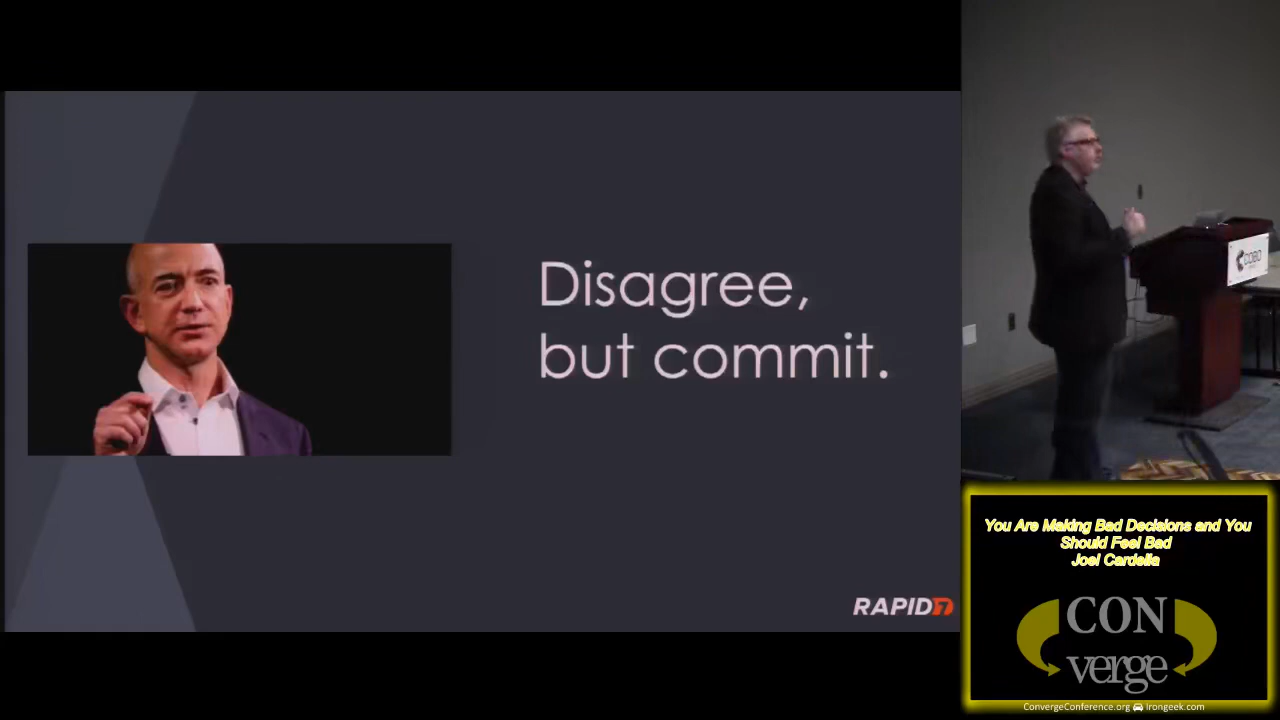 Disagree,
but commit.
RAPID7
COBO
You Are Making Bad Decisions and You
Should Feel Bad
Joel Cardella
CON
verge
ConvergeConference.org Irongeek.com